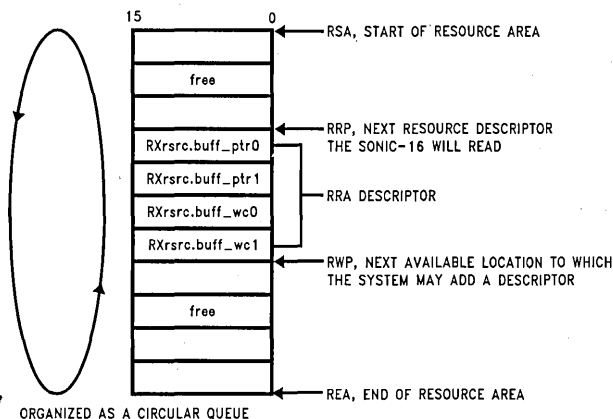 15 0
RSA, START OF RESOURCE AREA
free
RRP, NEXT RESOURCE DESCRIPTOR
THE SONIC-16 WILL READ
RXrsrc.buff_ptr0
RXrsrc.buff_ptr1
RRA DESCRIPTOR
RXrsrc.buff_wc0
RXrsrc.buff_wc1
RWP, NEXT AVAILABLE LOCATION TO WHICH
THE SYSTEM MAY ADD A DESCRIPTOR
free
REA, END OF RESOURCE AREA
ORGANIZED AS A CIRCULAR QUEUE